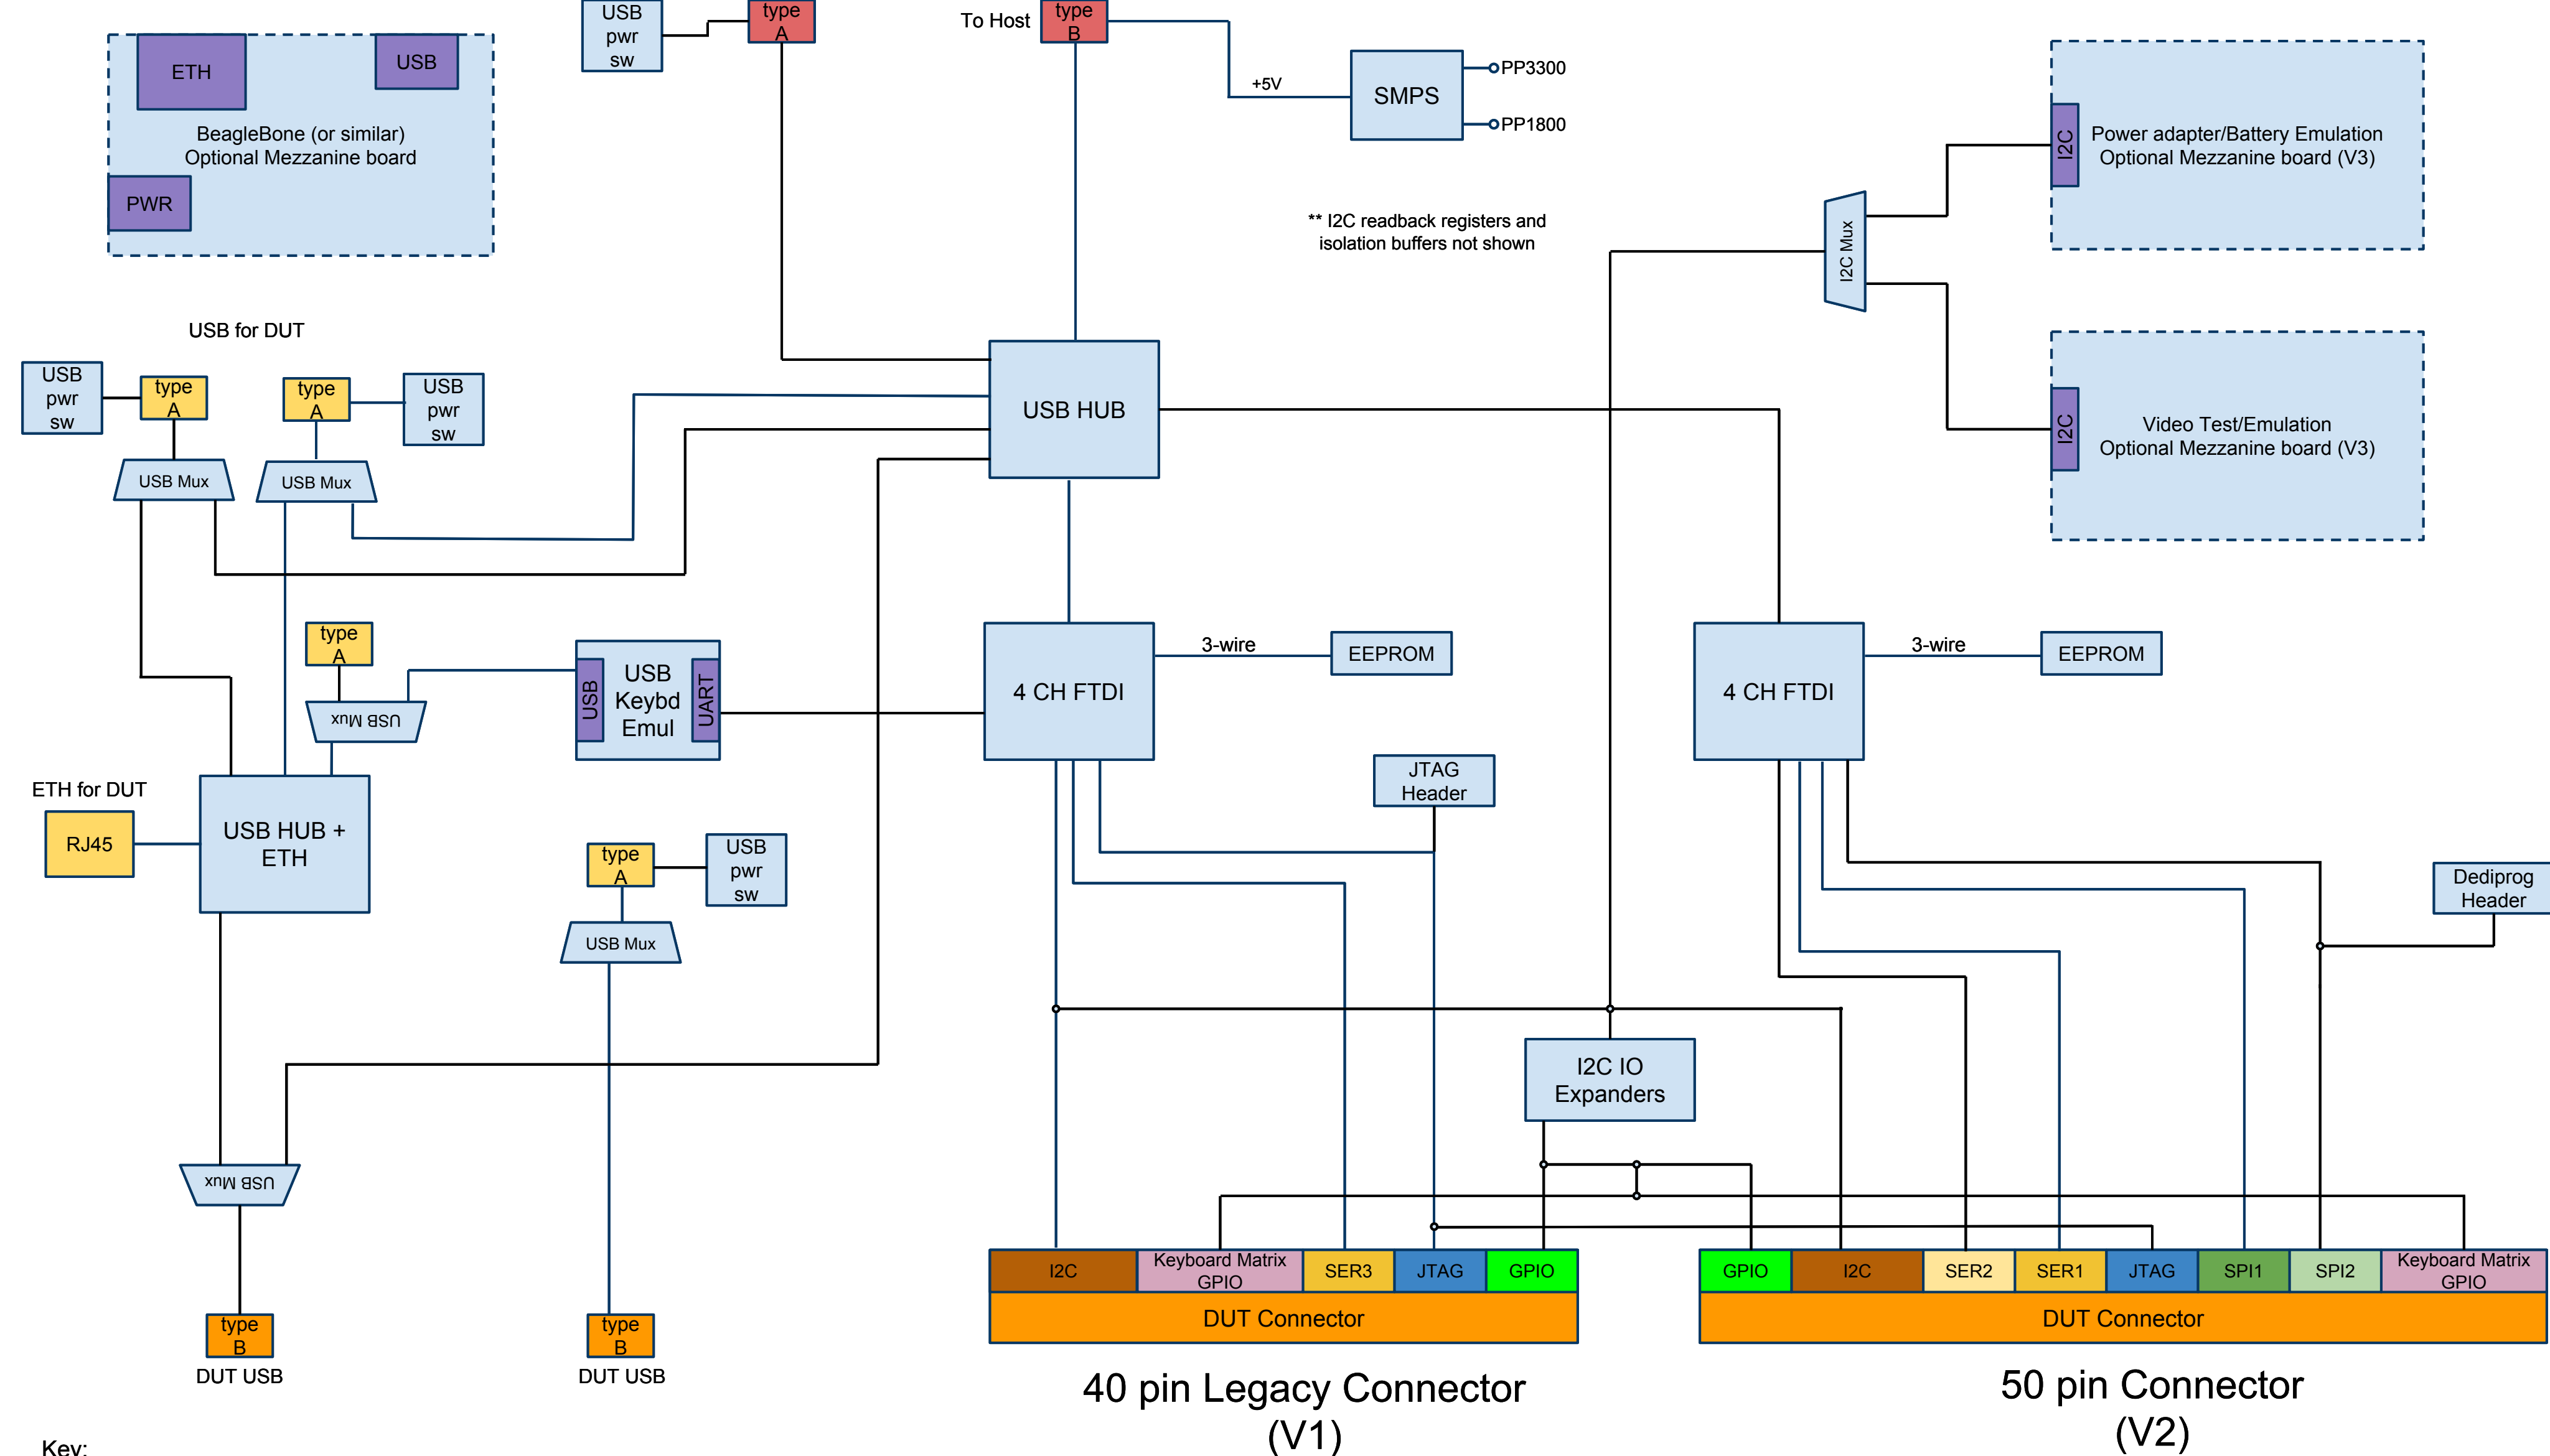 USB
pwr
sw
type
A
To Host
type
B
+5V
SMPS
PP3300
PP1800
ETH
USB
BeagleBone (or similar)
Optional Mezzanine board
PWR
** I2C readback registers and
isolation buffers not shown
I2C Mux
I2C
Power adapter/Battery Emulation
Optional Mezzanine board (V3)
I2C
Video Test/Emulation
Optional Mezzanine board (V3)
USB for DUT
USB
pwr
sw
type
A
type
A
USB
pwr
sw
USB Mux
USB Mux
USB HUB
type
A
USB Mux
USB
USB
Keybd
Emul
UART
4 CH FTDI
3-wire
EEPROM
4 CH FTDI
3-wire
EEPROM
JTAG
Header
ETH for DUT
RJ45
USB HUB +
ETH
type
A
USB
pwr
sw
USB Mux
Dediprog
Header
I2C IO
Expanders
USB Mux
type
B
DUT USB
type
B
DUT USB
I2C
Keyboard Matrix
GPIO
SER3
JTAG
GPIO
DUT Connector
40 pin Legacy Connector
(V1)
GPIO
I2C
SER2
SER1
JTAG
SPI1
SPI2
Keyboard Matrix
GPIO
DUT Connector
50 pin Connector
(V2)
Key: